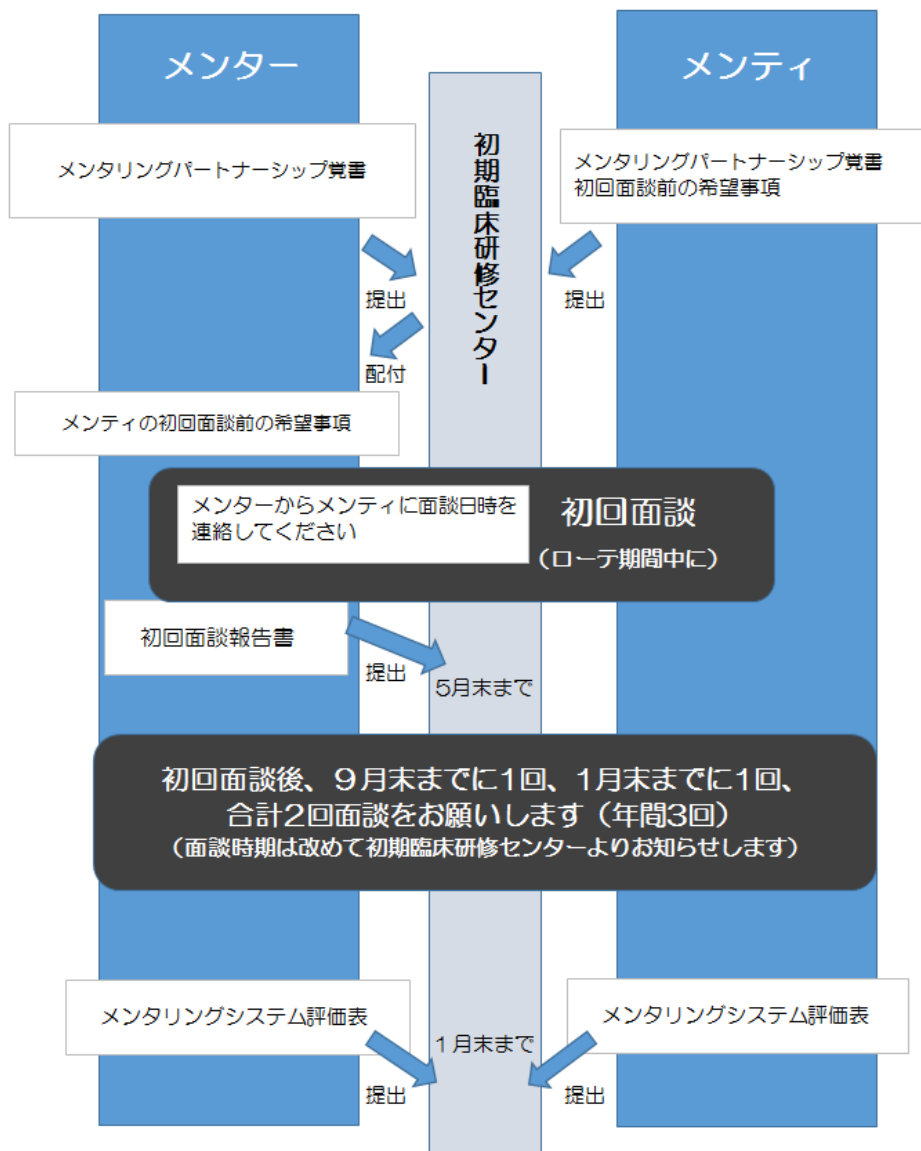 メンター
メンティ
初期臨床研修センター
メンタリングパートナーシップ覚書
メンタリングパートナーシップ覚書
初回面談前の希望事項
提出
提出
配付
メンティの初回面談前の希望事項
メンターからメンティに面談日時を
連絡してください
初回面談
(ローテ期間中に)
初回面談報告書
提出
5月末まで
初回面談後、9月末までに1回、1月末までに1回、
合計2回面談をお願いします(年間3回)
(面談時期は改めて初期臨床研修センターよりお知らせします)
メンタリングシステム評価表
メンタリングシステム評価表
1月末まで
提出
提出